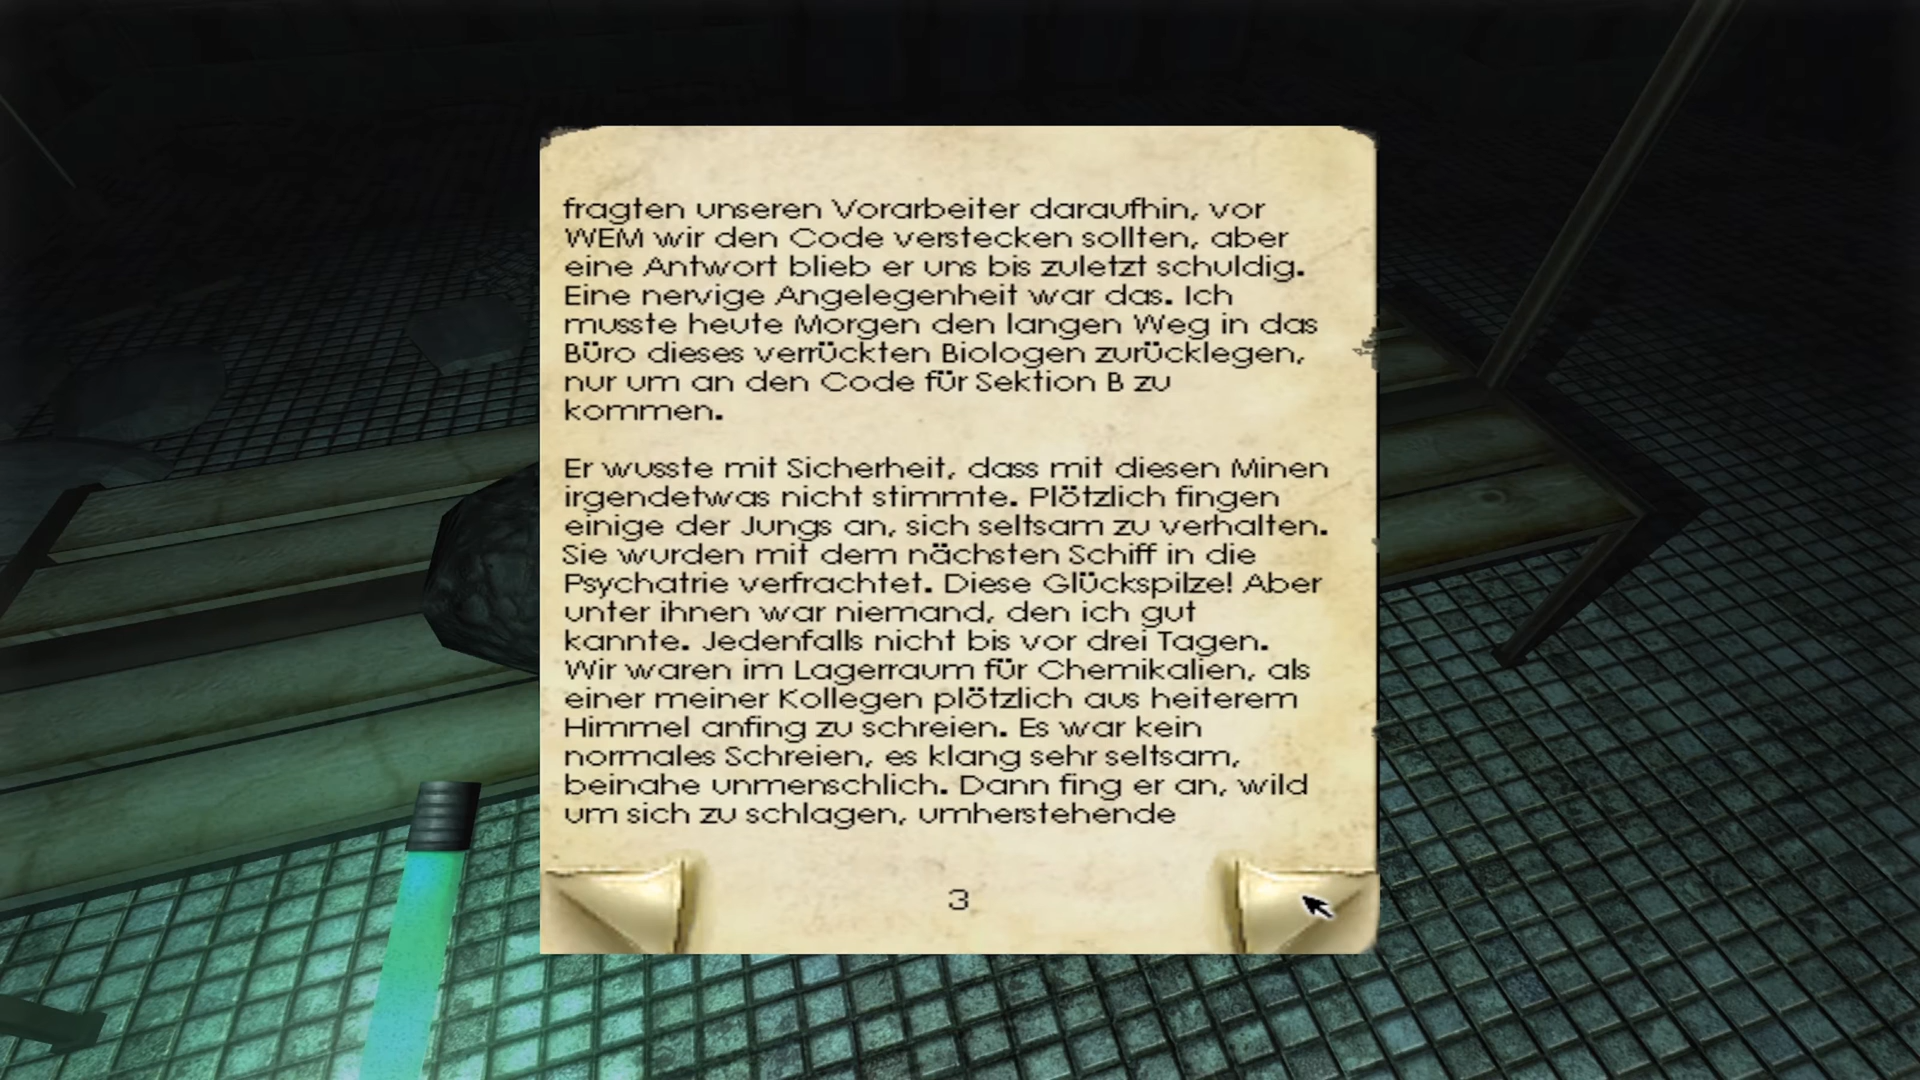 fragten unseren Vorarbeiter daraufhin, vor
WEM wir den Code verstecken sollten, aber
eine Antwort blieb er uns bis zuletzt schuldig.
Eine nervige Angelegenheit war das. Ich
musste heute Morgen den langen Weg in das
Büro dieses verrückten Biologen zurücklegen,
nur um an den Code für Sektion B zu
kommen.
Er wusste mit Sicherheit, dass mit diesen Minen
irgendetwas nicht stimmte. Plötzlich fingen
einige der Jungs an, sich seltsam zu verhalten.
Sie wurden mit dem nächsten Schiff in die
Psychatrie verfrachtet. Diese Glückspilze! Aber
unter ihnen war niemand, den ich gut
kannte. Jedenfalls nicht bis vor drei Tagen.
Wir waren im Lagerraum für Chemikalien, als
einer meiner Kollegen plötzlich aus heiterem
Himmel anfing zu schreien. Es war kein
normales Schreien, es klang sehr seltsam,
beinahe unmenschlich. Dann fing er an, wild
um sich zu schlagen, umherstehende
3